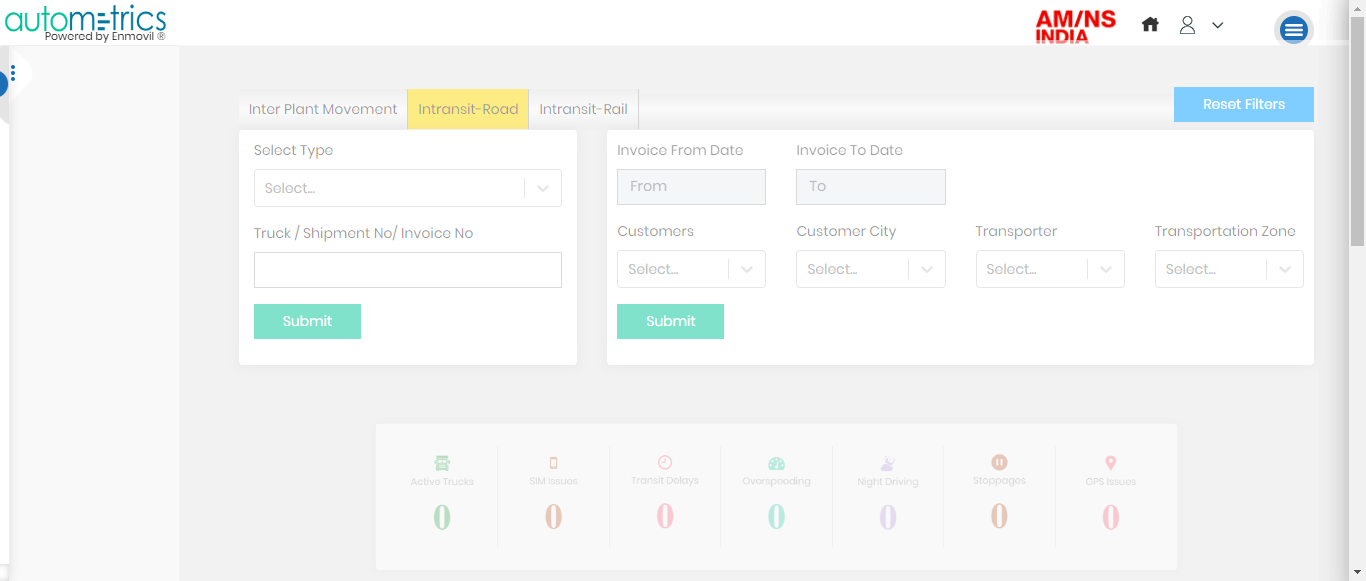 autometrics
Powered by Enmovil ®
AM/NS
INDIA
Inter Plant Movement
Intransit-Road
Intransit-Rail
Reset Filters
Select Type
Select...
Truck / Shipment No/ Invoice No
Submit
Invoice From Date
Invoice To Date
From
To
Customers
Customer City
Transporter
Transportation Zone
Select...
Select...
Select...
Select...
Submit
Active Trucks
SIM Issues
Transit Delays
Overspeeding
Night Driving
Stoppages
GPS Issues
0
0
0
0
0
0
0